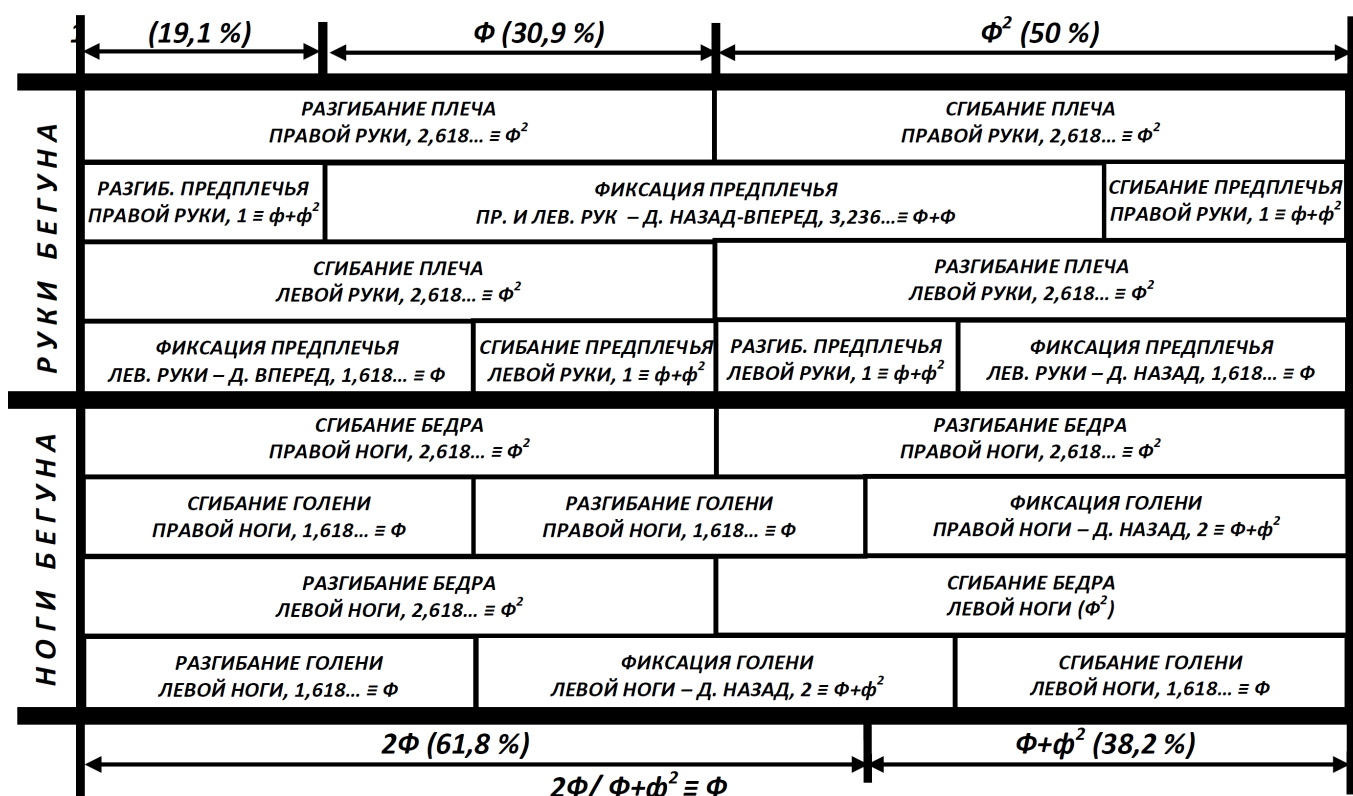 (19,1 %) Ф (30,9 %) Ф² (50 %)
РУКИ БЕГУНА
РАЗГИБАНИЕ ПЛЕЧА
ПРАВОЙ РУКИ, 2,618... ≡ Ф²
СГИБАНИЕ ПЛЕЧА
ПРАВОЙ РУКИ, 2,618... ≡ Ф²
РАЗГИБ. ПРЕДПЛЕЧЬЯ
ПРАВОЙ РУКИ, 1 ≡ ф+ф²
ФИКСАЦИЯ ПРЕДПЛЕЧЬЯ
ПР. И ЛЕВ. РУК – Д. НАЗАД-ВПЕРЕД, 3,236...≡ Ф+Ф
СГИБАНИЕ ПРЕДПЛЕЧЬЯ
ПРАВОЙ РУКИ, 1 ≡ ф+ф²
СГИБАНИЕ ПЛЕЧА
ЛЕВОЙ РУКИ, 2,618... ≡ Ф²
РАЗГИБАНИЕ ПЛЕЧА
ЛЕВОЙ РУКИ, 2,618... ≡ Ф²
ФИКСАЦИЯ ПРЕДПЛЕЧЬЯ
ЛЕВ. РУКИ – Д. ВПЕРЕД, 1,618... ≡ Ф
СГИБАНИЕ ПРЕДПЛЕЧЬЯ
ЛЕВОЙ РУКИ, 1 ≡ ф+ф²
РАЗГИБ. ПРЕДПЛЕЧЬЯ
ЛЕВОЙ РУКИ, 1 ≡ ф+ф²
ФИКСАЦИЯ ПРЕДПЛЕЧЬЯ
ЛЕВ. РУКИ – Д. НАЗАД, 1,618... ≡ Ф
НОГИ БЕГУНА
СГИБАНИЕ БЕДРА
ПРАВОЙ НОГИ, 2,618... ≡ Ф²
РАЗГИБАНИЕ БЕДРА
ПРАВОЙ НОГИ, 2,618... ≡ Ф²
СГИБАНИЕ ГОЛЕНИ
ПРАВОЙ НОГИ, 1,618... ≡ Ф
РАЗГИБАНИЕ ГОЛЕНИ
ПРАВОЙ НОГИ, 1,618... ≡ Ф
ФИКСАЦИЯ ГОЛЕНИ
ПРАВОЙ НОГИ – Д. НАЗАД, 2 ≡ Ф+ф²
РАЗГИБАНИЕ БЕДРА
ЛЕВОЙ НОГИ, 2,618... ≡ Ф²
СГИБАНИЕ БЕДРА
ЛЕВОЙ НОГИ (Ф²)
РАЗГИБАНИЕ ГОЛЕНИ
ЛЕВОЙ НОГИ, 1,618... ≡ Ф
ФИКСАЦИЯ ГОЛЕНИ
ЛЕВОЙ НОГИ – Д. НАЗАД, 2 ≡ Ф+ф²
СГИБАНИЕ ГОЛЕНИ
ЛЕВОЙ НОГИ, 1,618... ≡ Ф
2Ф (61,8 %) Ф+ф² (38,2 %)
2Ф/ Ф+ф² ≡ Ф